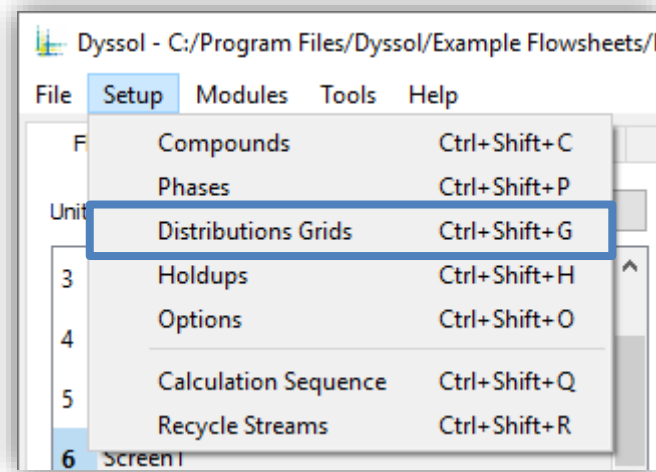 Dyssol - C:/Program Files/Dyssol/Example Flowsheets/
File Setup Modules Tools Help
Compounds Ctrl+Shift+C
Phases Ctrl+Shift+P
Unit
Distributions Grids Ctrl+Shift+G
3 Holdups Ctrl+Shift+H
4 Options Ctrl+Shift+O
5 Calculation Sequence Ctrl+Shift+Q
Recycle Streams Ctrl+Shift+R
6 Screen1